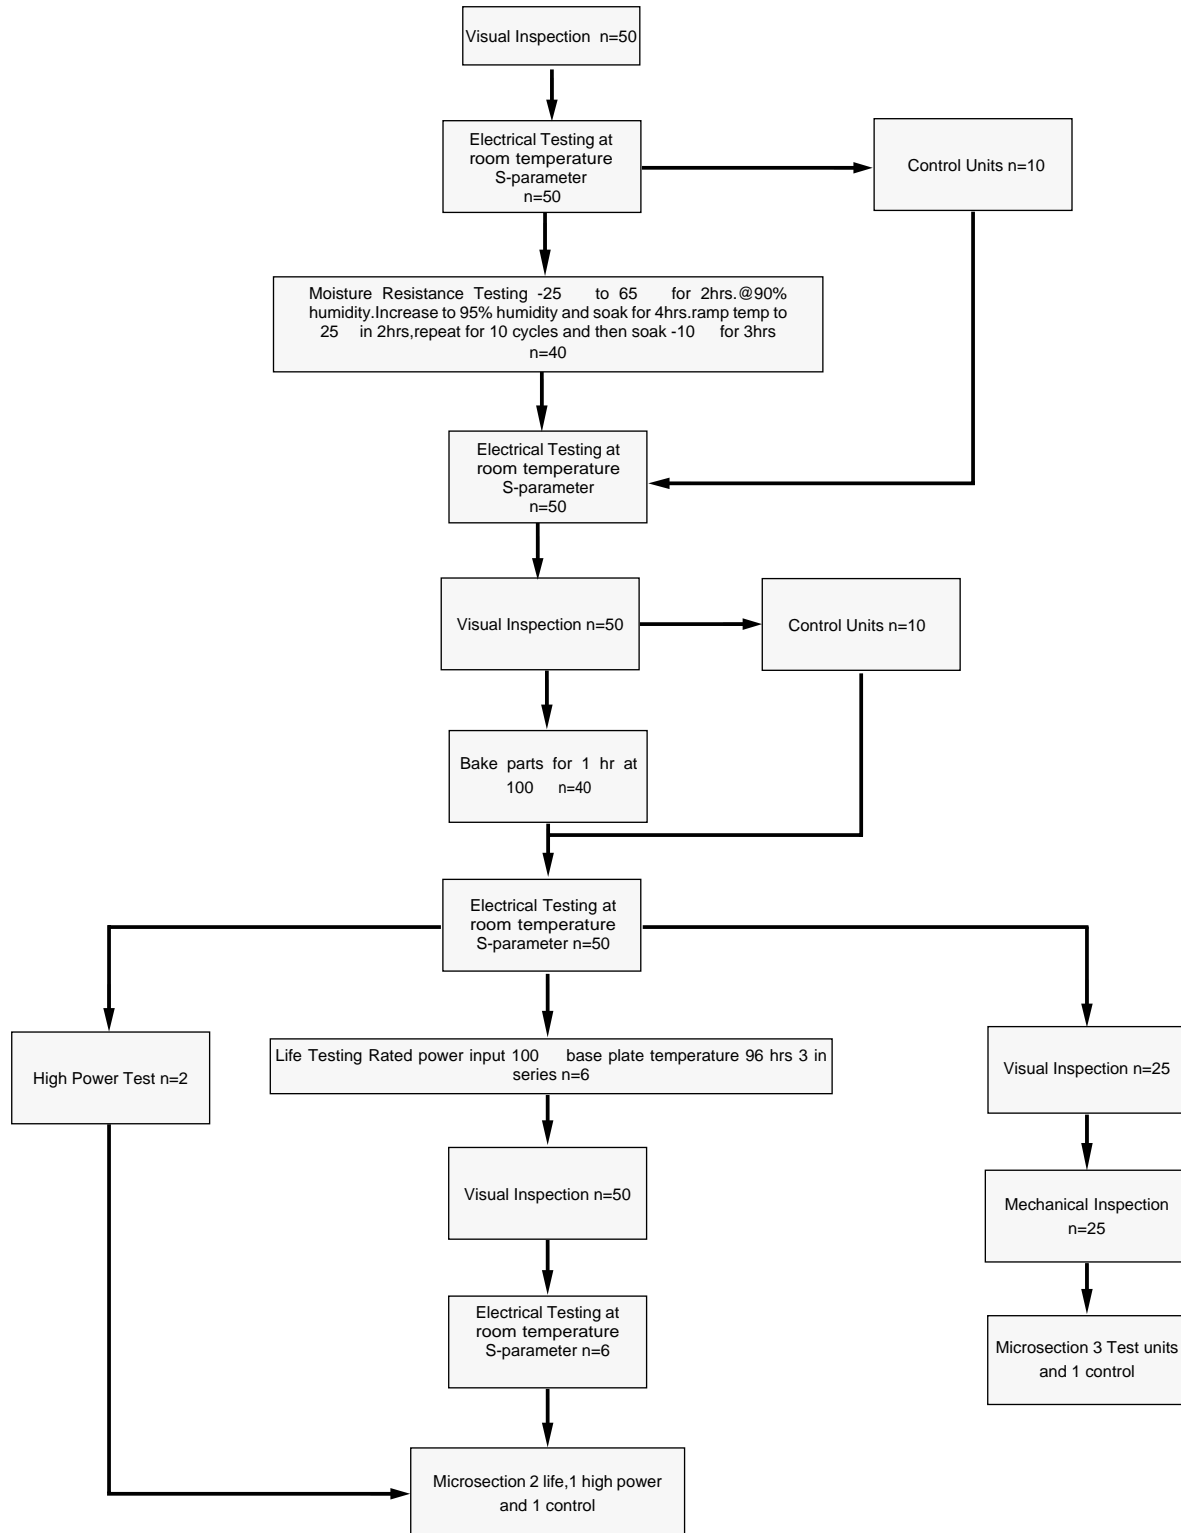 Visual Inspection n=50
Electrical Testing at
room temperature
S-parameter
n=50
Control Units n=10
Moisture Resistance Testing -25 to 65 for 2hrs.@90%
humidity.Increase to 95% humidity and soak for 4hrs.ramp temp to
25 in 2hrs,repeat for 10 cycles and then soak -10 for 3hrs
n=40
Electrical Testing at
room temperature
S-parameter
n=50
Visual Inspection n=50
Control Units n=10
Bake parts for 1 hr at
100 n=40
Electrical Testing at
room temperature
S-parameter n=50
High Power Test n=2
Life Testing Rated power input 100 base plate temperature 96 hrs 3 in
series n=6
Visual Inspection n=25
Visual Inspection n=50
Mechanical Inspection
n=25
Electrical Testing at
room temperature
S-parameter n=6
Microsection 3 Test units
and 1 control
Microsection 2 life,1 high power
and 1 control